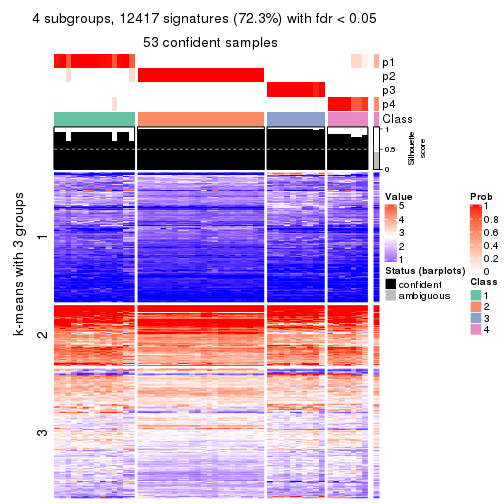 4 subgroups, 12417 signatures (72.3%) with fdr < 0.05
53 confident samples
p1
p2
p3
p4
Class
1
0.5
0
Silhouette
score
k-means with 3 groups
1
2
3
Value
5
4
3
2
1
Status (barplots)
confident
ambiguous
Prob
1
0.8
0.6
0.4
0.2
0
Class
1
2
3
4